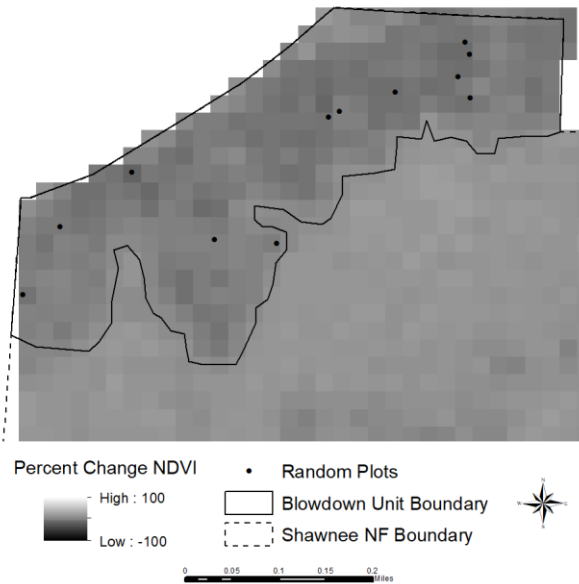 Percent Change NDVI
High : 100
Low : -100
Random Plots
Blowdown Unit Boundary
Shawnee NF Boundary
N
W E
S
0 0.05 0.1 0.15 0.2
Miles